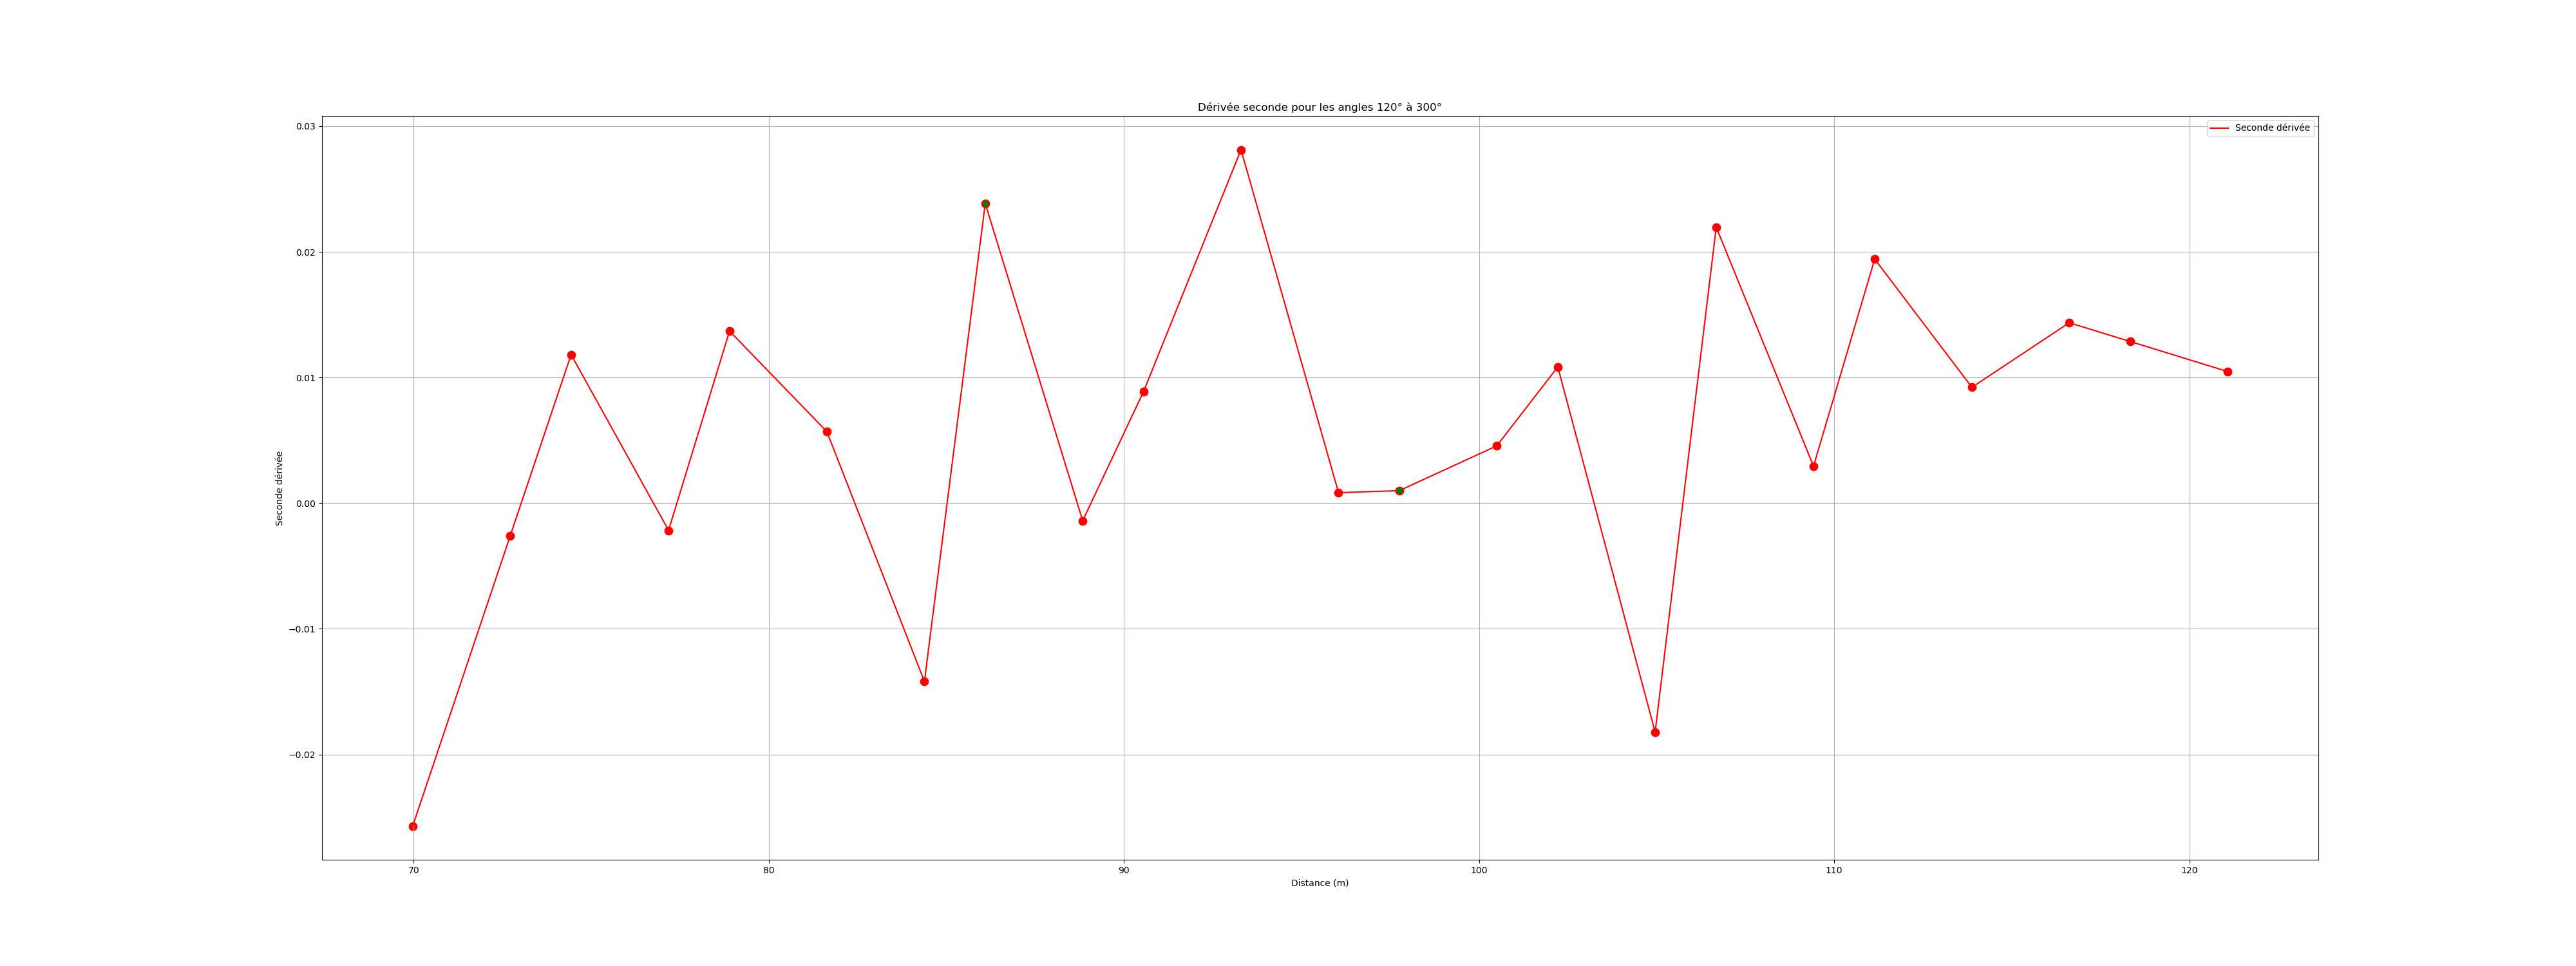 Dérivée seconde pour les angles 120° à 300°
Seconde dérivée
0.03
0.02
0.01
0.00
−0.01
−0.02
Seconde dérivée
70 80 90 100 110 120
Distance (m)